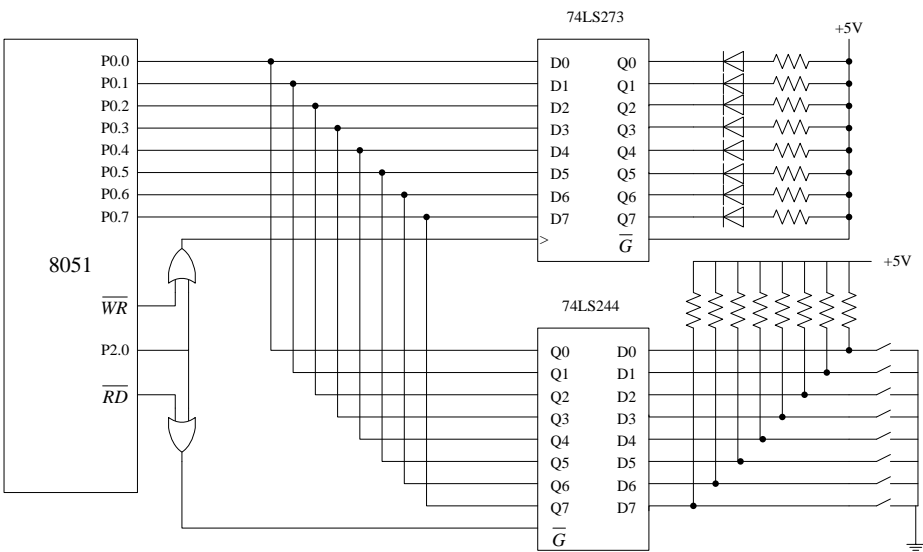 74LS273
+5V
P0.0
P0.1
P0.2
P0.3
P0.4
P0.5
P0.6
P0.7
8051
W̅R̅
P2.0
R̅D̅
D0 Q0
D1 Q1
D2 Q2
D3 Q3
D4 Q4
D5 Q5
D6 Q6
D7 Q7
> G̅
+5V
74LS244
Q0 D0
Q1 D1
Q2 D2
Q3 D3
Q4 D4
Q5 D5
Q6 D6
Q7 D7
G̅